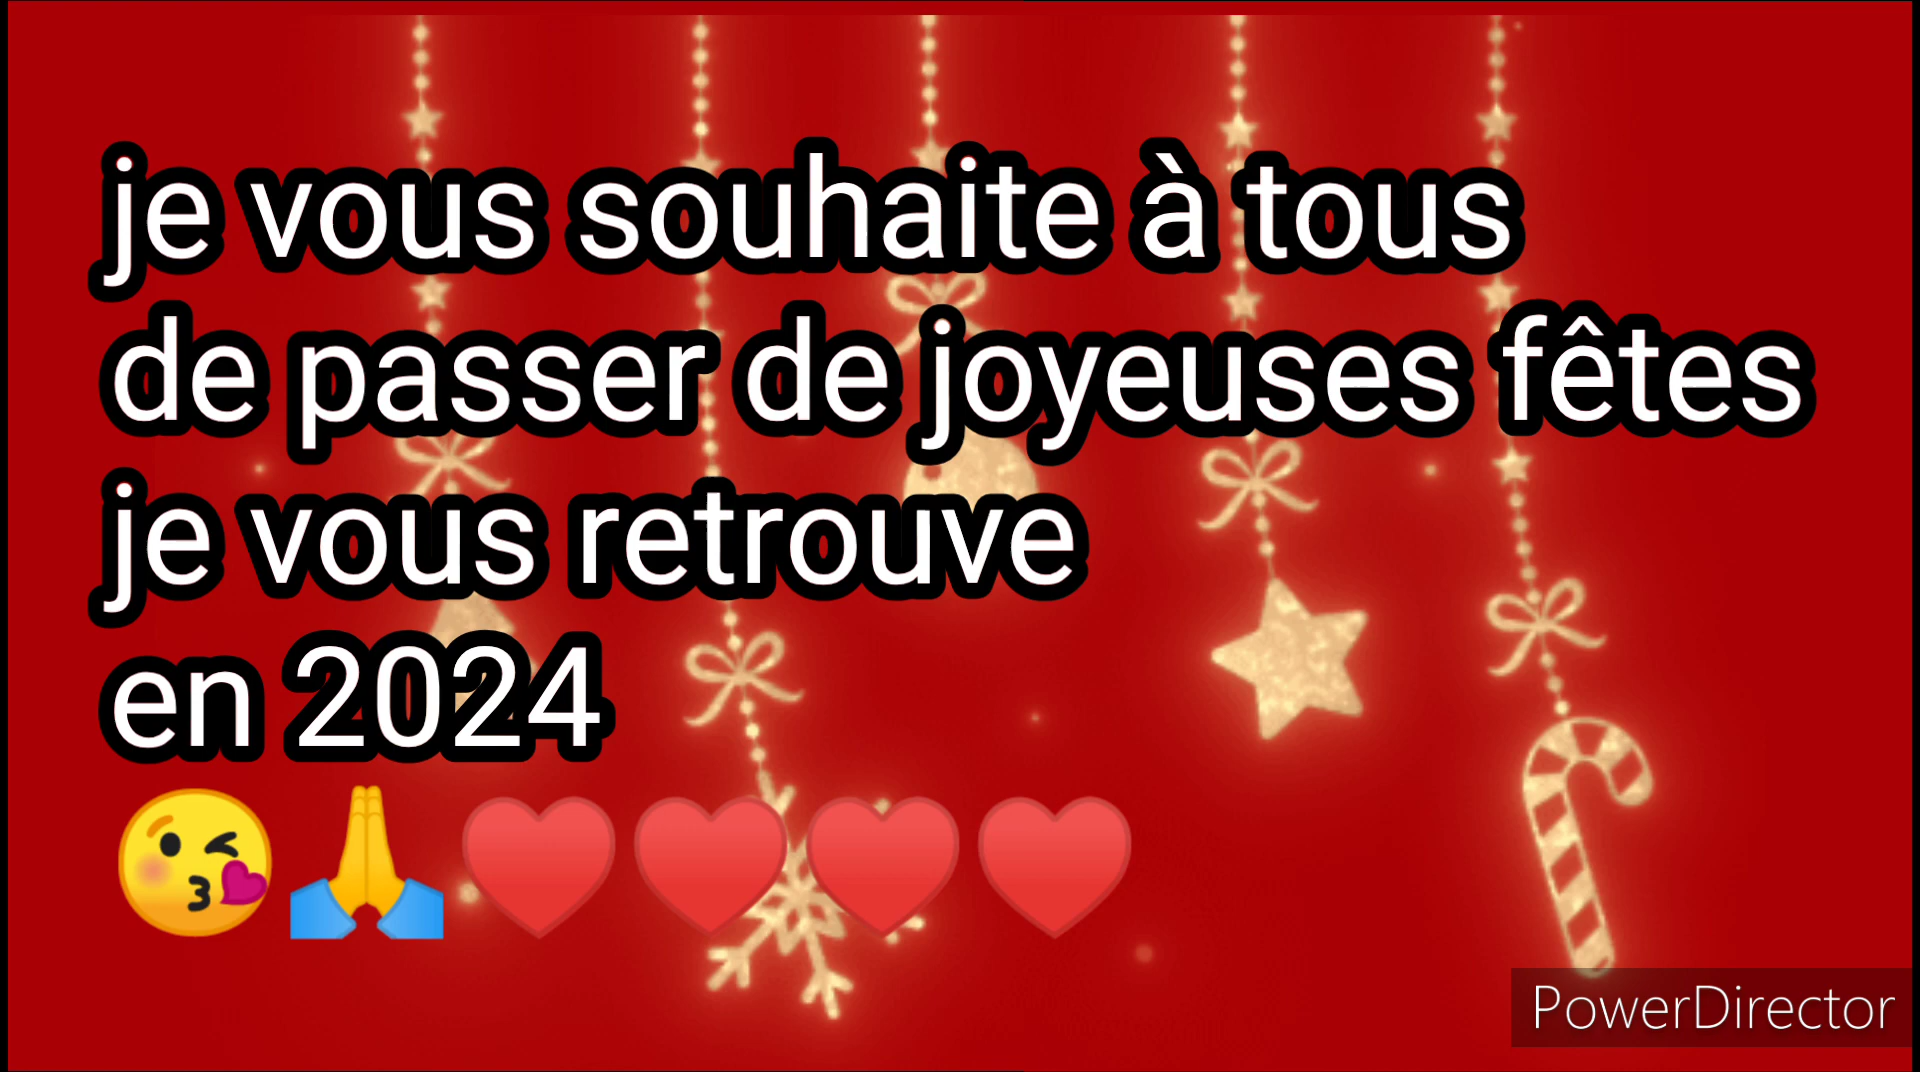 je vous souhaite à tous
de passer de joyeuses fêtes
je vous retrouve
en 2024
😘🙏♥️♥️♥️♥️
PowerDirector